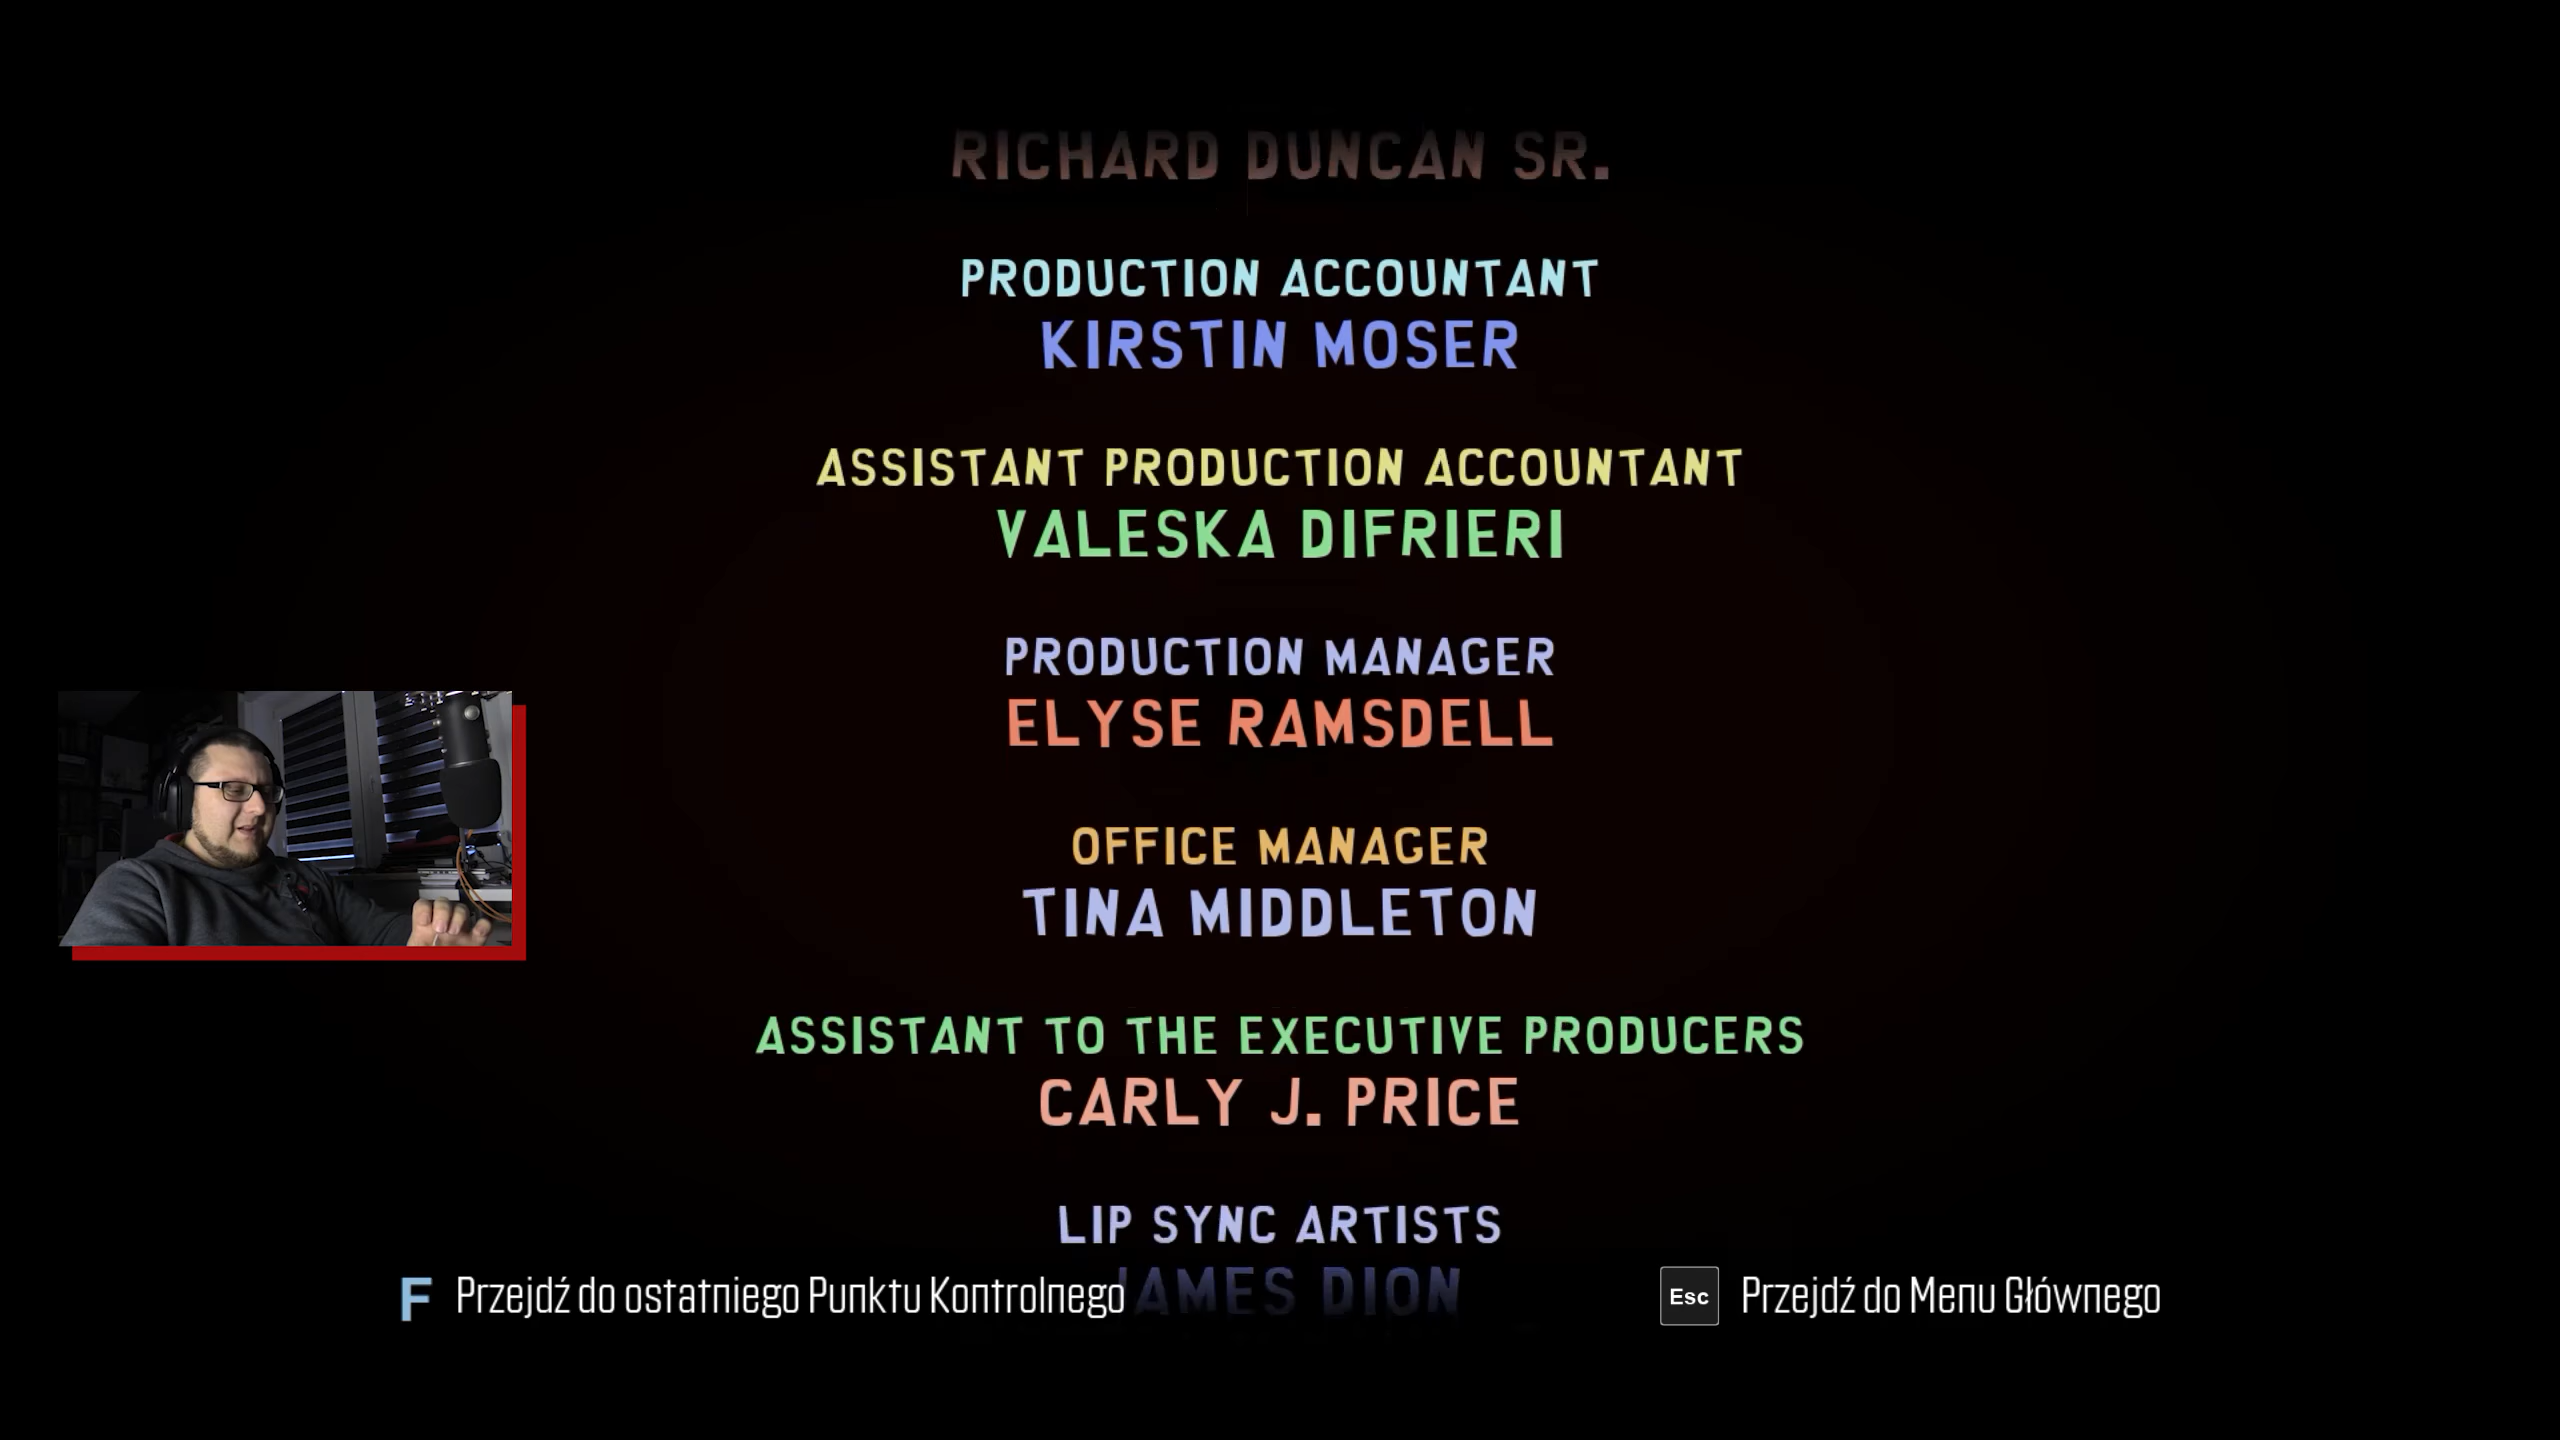 RICHARD DUNCAN SR.
PRODUCTION ACCOUNTANT
KIRSTIN MOSER
ASSISTANT PRODUCTION ACCOUNTANT
VALESKA DIFRIERI
PRODUCTION MANAGER
ELYSE RAMSDELL
OFFICE MANAGER
TINA MIDDLETON
ASSISTANT TO THE EXECUTIVE PRODUCERS
CARLY J. PRICE
LIP SYNC ARTISTS
JAMES DION
F Przejdź do ostatniego Punktu Kontrolnego
Esc Przejdź do Menu Głównego